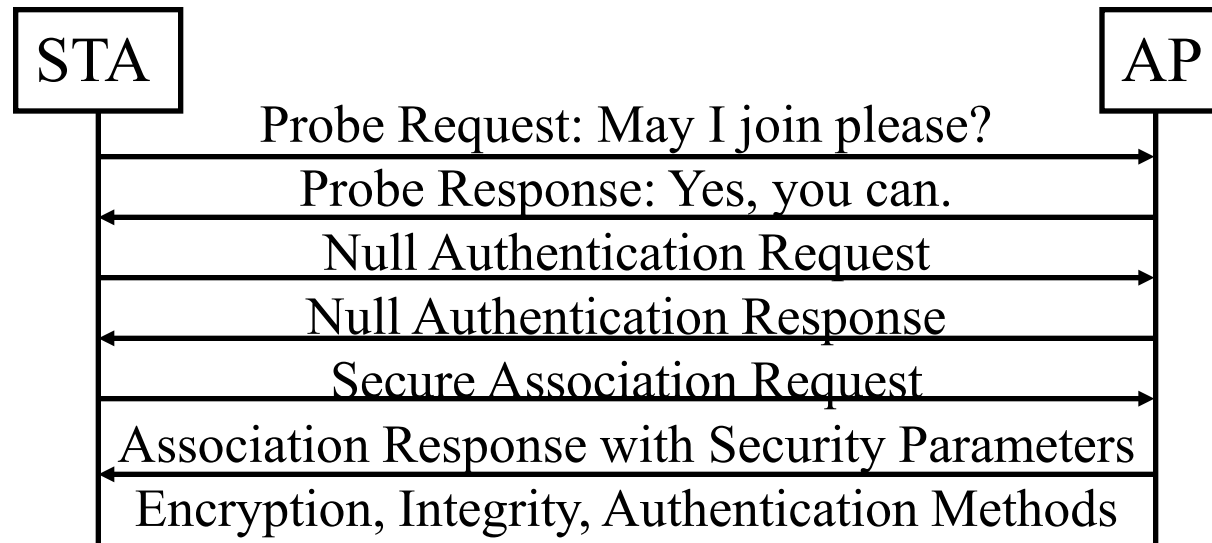 STA
AP
Probe Request: May I join please?
Probe Response: Yes, you can.
Null Authentication Request
Null Authentication Response
Secure Association Request
Association Response with Security Parameters
Encryption, Integrity, Authentication Methods